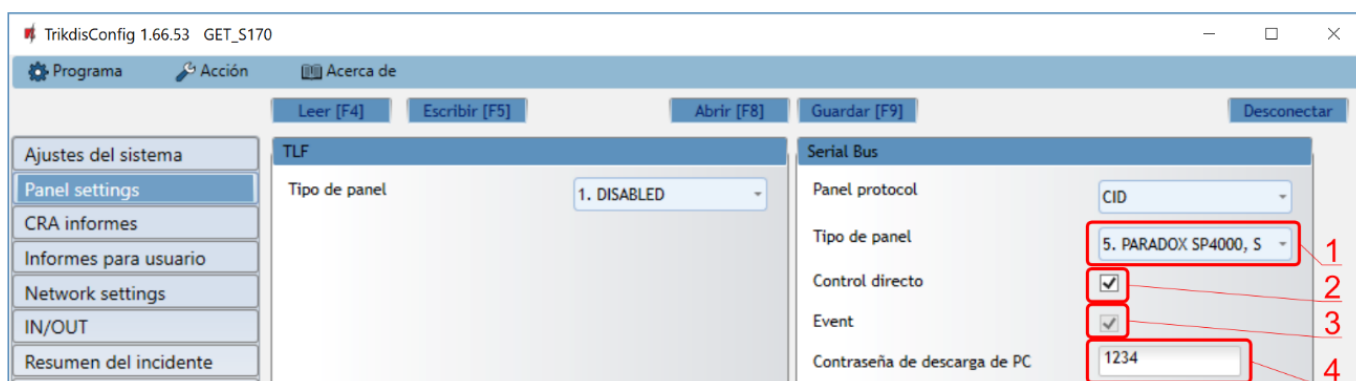 TrikdisConfig 1.66.53 GET_S170
Programa Acción Acerca de
Leer [F4] Escribir [F5] Abrir [F8] Guardar [F9] Desconectar
Ajustes del sistema
Panel settings
CRA informes
Informes para usuario
Network settings
IN/OUT
Resumen del incidente
TLF
Tipo de panel 1. DISABLED
Serial Bus
Panel protocol CID
Tipo de panel 5. PARADOX SP4000, S 1
Control directo 2
Event 3
Contraseña de descarga de PC 1234 4